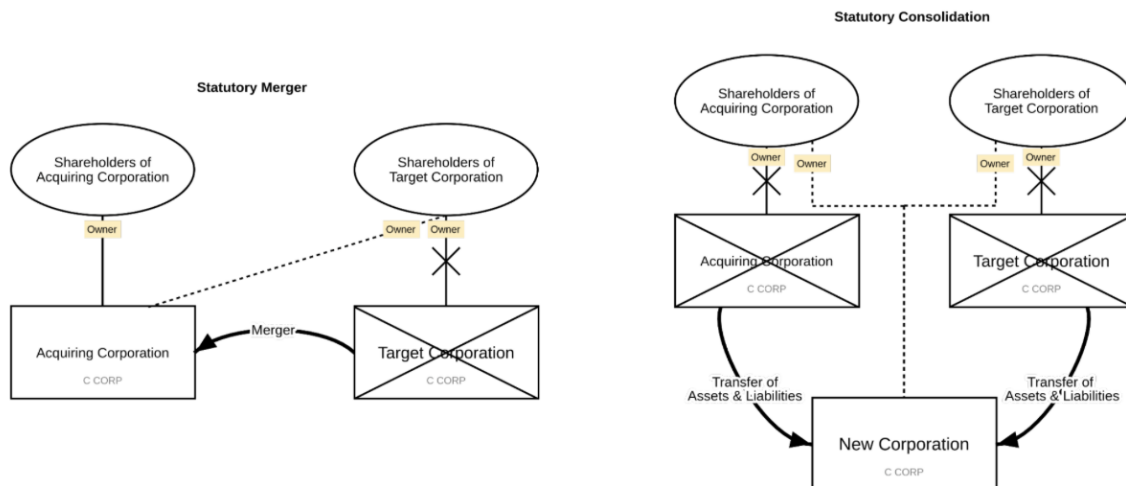 Statutory Merger
Shareholders of
Acquiring Corporation
Shareholders of
Target Corporation
Owner
Owner
Owner
Merger
Acquiring Corporation
C CORP
Target Corporation
C CORP
Statutory Consolidation
Shareholders of
Acquiring Corporation
Shareholders of
Target Corporation
Owner
Owner
Owner
Owner
Acquiring Corporation
C CORP
Target Corporation
C CORP
Transfer of
Assets & Liabilities
Transfer of
Assets & Liabilities
New Corporation
C CORP